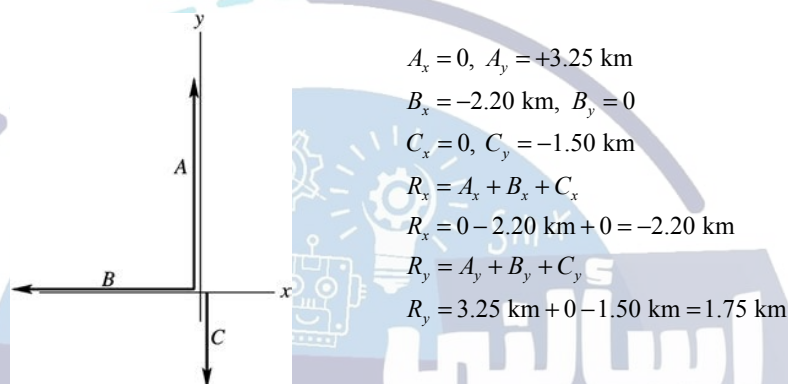 y
A
B
x
C
A_x = 0, A_y = +3.25 km
B_x = −2.20 km, B_y = 0
C_x = 0, C_y = −1.50 km
R_x = A_x + B_x + C_x
R_x = 0 − 2.20 km + 0 = −2.20 km
R_y = A_y + B_y + C_y
R_y = 3.25 km + 0 − 1.50 km = 1.75 km